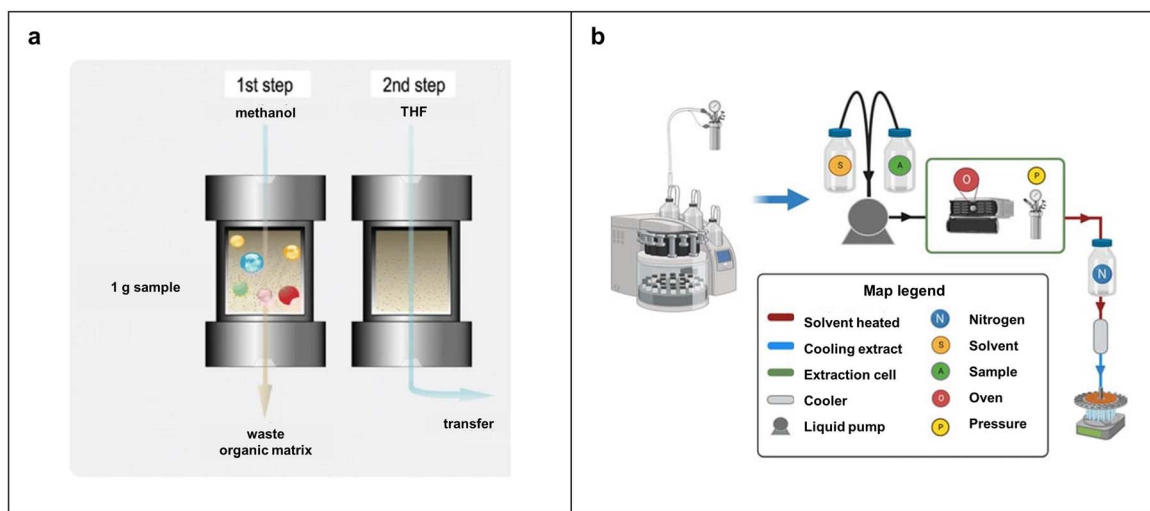 a
1st step
2nd step
methanol
THF
1 g sample
waste
organic matrix
transfer
b
S
A
O
P
N
Map legend
Solvent heated
Cooling extract
Extraction cell
Cooler
Liquid pump
N Nitrogen
S Solvent
A Sample
O Oven
P Pressure